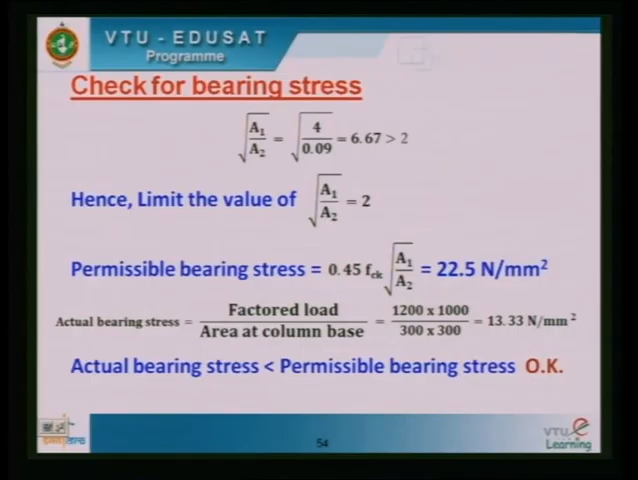 VTU - EDUSAT
Programme
Check for bearing stress
√(A₁/A₂) = √(4/0.09) = 6.67 > 2
Hence, Limit the value of √(A₁/A₂) = 2
Permissible bearing stress = 0.45 fck √(A₁/A₂) = 22.5 N/mm²
Actual bearing stress = Factored load / Area at column base = 1200 x 1000 / 300 x 300 = 13.33 N/mm²
Actual bearing stress < Permissible bearing stress O.K.
54
VTU e
Learning